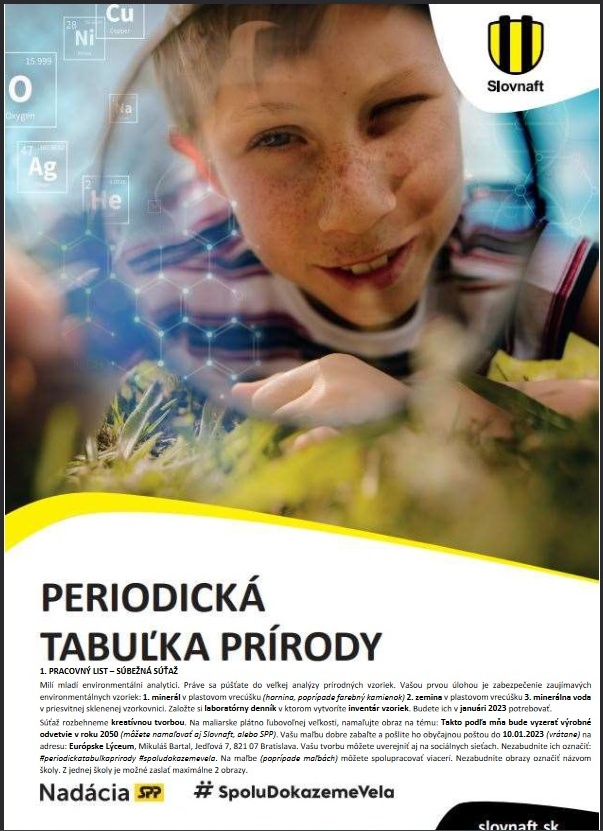 Cu
28
Ni
15.999
O
Oxygen
Na
47
Ag
2
He
Slovnaft
PERIODICKÁ
TABUĽKA PRÍRODY
1. PRACOVNÝ LIST – SÚBEŽNÁ SÚŤAŽ
Milí mladí environmentálni analytici. Práve sa púšťate do veľkej analýzy prírodných vzoriek. Vašou prvou úlohou je zabezpečenie zaujímavých
environmentálnych vzoriek: 1. minerál v plastovom vrecúšku (hornina, poprípade farebný kamienok) 2. zemina v plastovom vrecúšku 3. minerálna voda
v priesvitnej sklenenej vzorkovnici. Založte si laboratórny denník v ktorom vytvoríte inventár vzoriek. Budete ich v januári 2023 potrebovať.
Súťaž rozbehneme kreatívnou tvorbou. Na maliarske plátno ľubovoľnej veľkosti, namaľujte obraz na tému: Takto podľa mňa bude vyzerať výrobné
odvetvie v roku 2050 (môžete namaľovať aj Slovnaft, alebo SPP). Vašu maľbu dobre zabaľte a pošlite ho obyčajnou poštou do 10.01.2023 (vrátane) na
adresu: Európske Lýceum, Mikuláš Bartal, Jedľová 7, 821 07 Bratislava. Vašu tvorbu môžete uverejniť aj na sociálnych sieťach. Nezabudnite ich označiť:
#periodickatabulkaprirody #spoludokazemevela. Na maľbe (poprípade maľbách) môžete spolupracovať viacerí. Nezabudnite obrazy označiť názvom
školy. Z jednej školy je možné zaslať maximálne 2 obrazy.
Nadácia SPP # SpoluDokazemeVela
slovnaft.sk